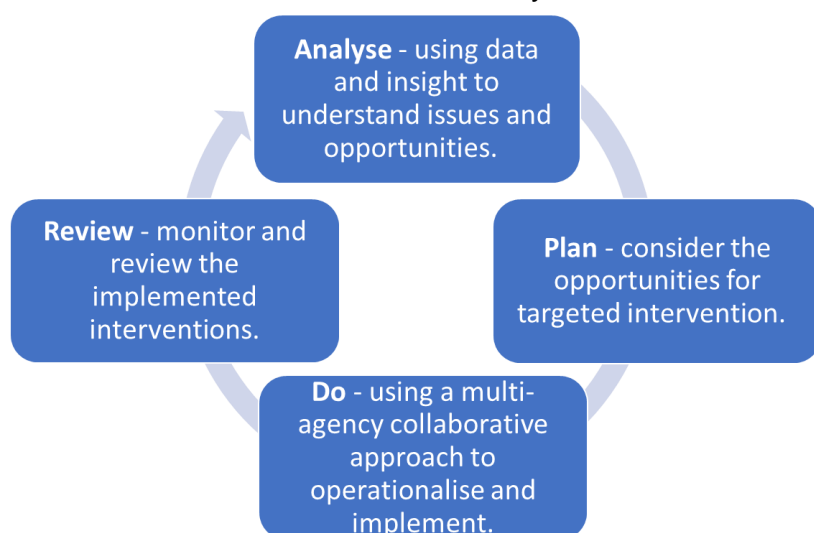 Analyse - using data
and insight to
understand issues and
opportunities.
Plan - consider the
opportunities for
targeted intervention.
Do - using a multi-
agency collaborative
approach to
operationalise and
implement.
Review - monitor and
review the
implemented
interventions.